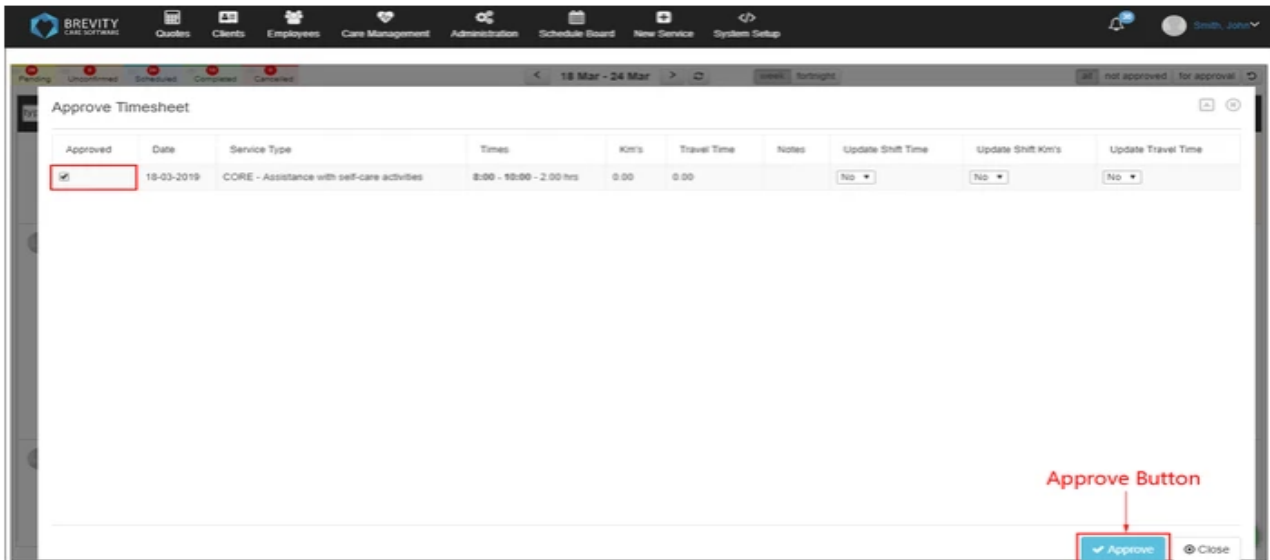 BREVITY
CARE SOFTWARE
Quotes
Clients
Employees
Care Management
Administration
Schedule Board
New Service
System Setup
Smith, John
Pending
Unconfirmed
Scheduled
Completed
Cancelled
18 Mar - 24 Mar
week fortnight
all not approved for approval
Approve Timesheet
Approved Date Service Type Times Km's Travel Time Notes Update Shift Time Update Shift Km's Update Travel Time
18-03-2019 CORE - Assistance with self-care activities 8:00 - 10:00 - 2.00 hrs 0.00 0.00 No No No
Approve Button
Approve Close